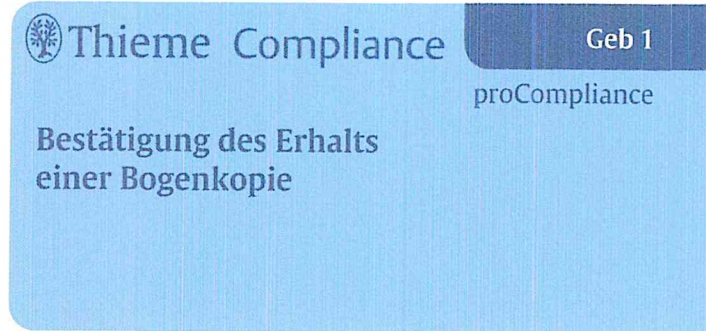 Thieme Compliance
Geb 1
proCompliance
Bestätigung des Erhalts
einer Bogenkopie